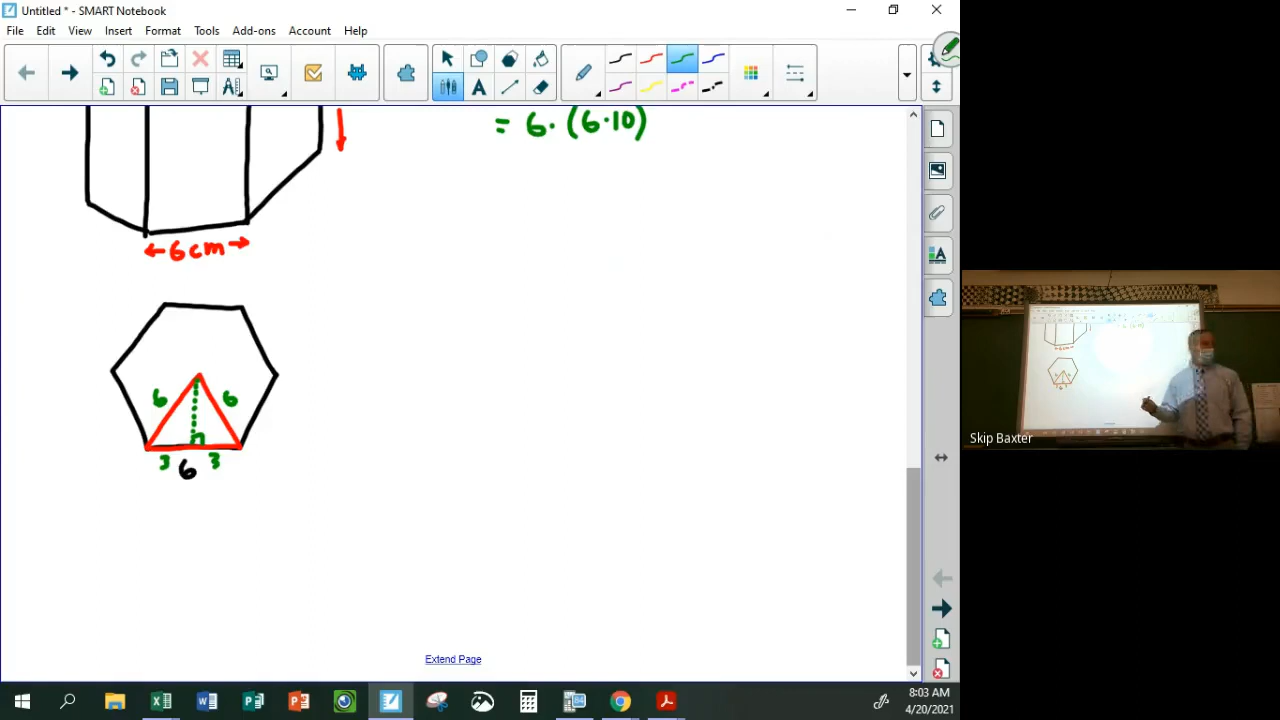 Untitled * - SMART Notebook
File Edit View Insert Format Tools Add-ons Account Help
= 6·(6·10)
6cm
6 6
3 3
6
Extend Page
Skip Baxter
8:03 AM
4/20/2021